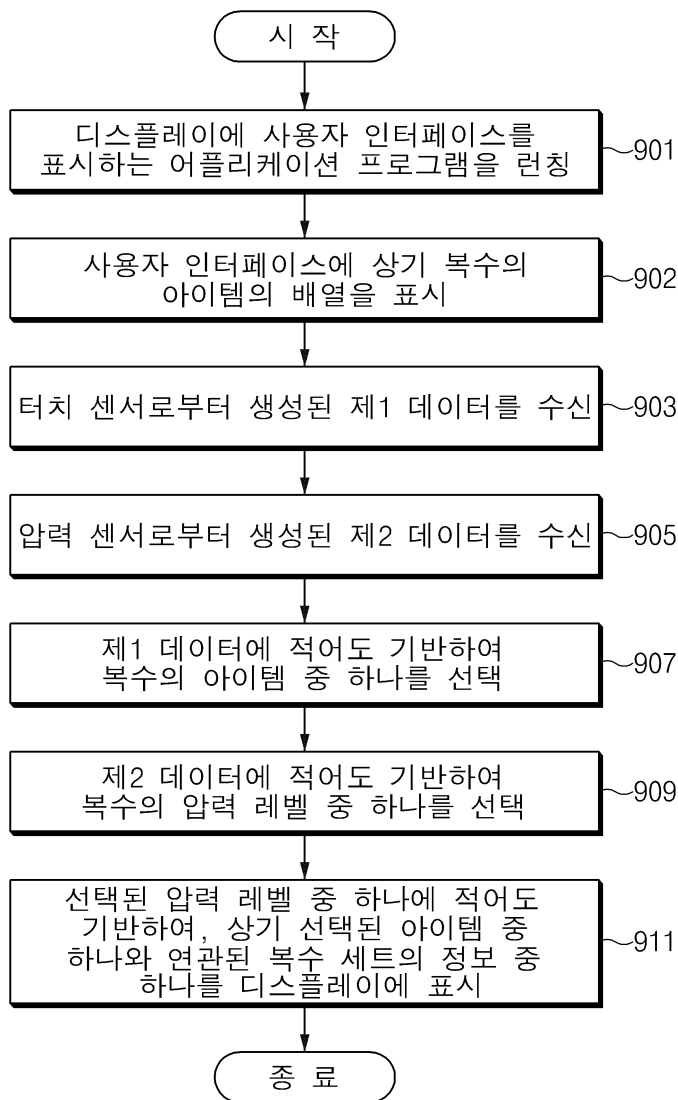 시 작
디스플레이에 사용자 인터페이스를
표시하는 어플리케이션 프로그램을 런칭
901
사용자 인터페이스에 상기 복수의
아이템의 배열을 표시
902
터치 센서로부터 생성된 제1 데이터를 수신
903
압력 센서로부터 생성된 제2 데이터를 수신
905
제1 데이터에 적어도 기반하여
복수의 아이템 중 하나를 선택
907
제2 데이터에 적어도 기반하여
복수의 압력 레벨 중 하나를 선택
909
선택된 압력 레벨 중 하나에 적어도
기반하여, 상기 선택된 아이템 중
하나와 연관된 복수 세트의 정보 중
하나를 디스플레이에 표시
911
종 료